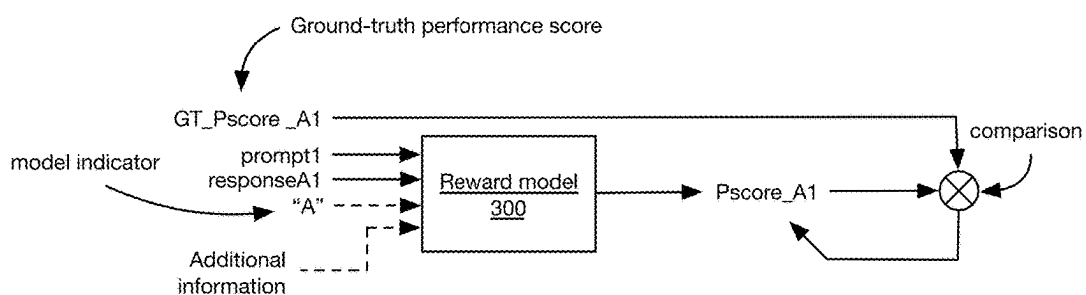 Ground-truth performance score
GT_Pscore _A1
comparison
prompt1
model indicator
responseA1
Reward model
300
Pscore_A1
“A”
Additional
information